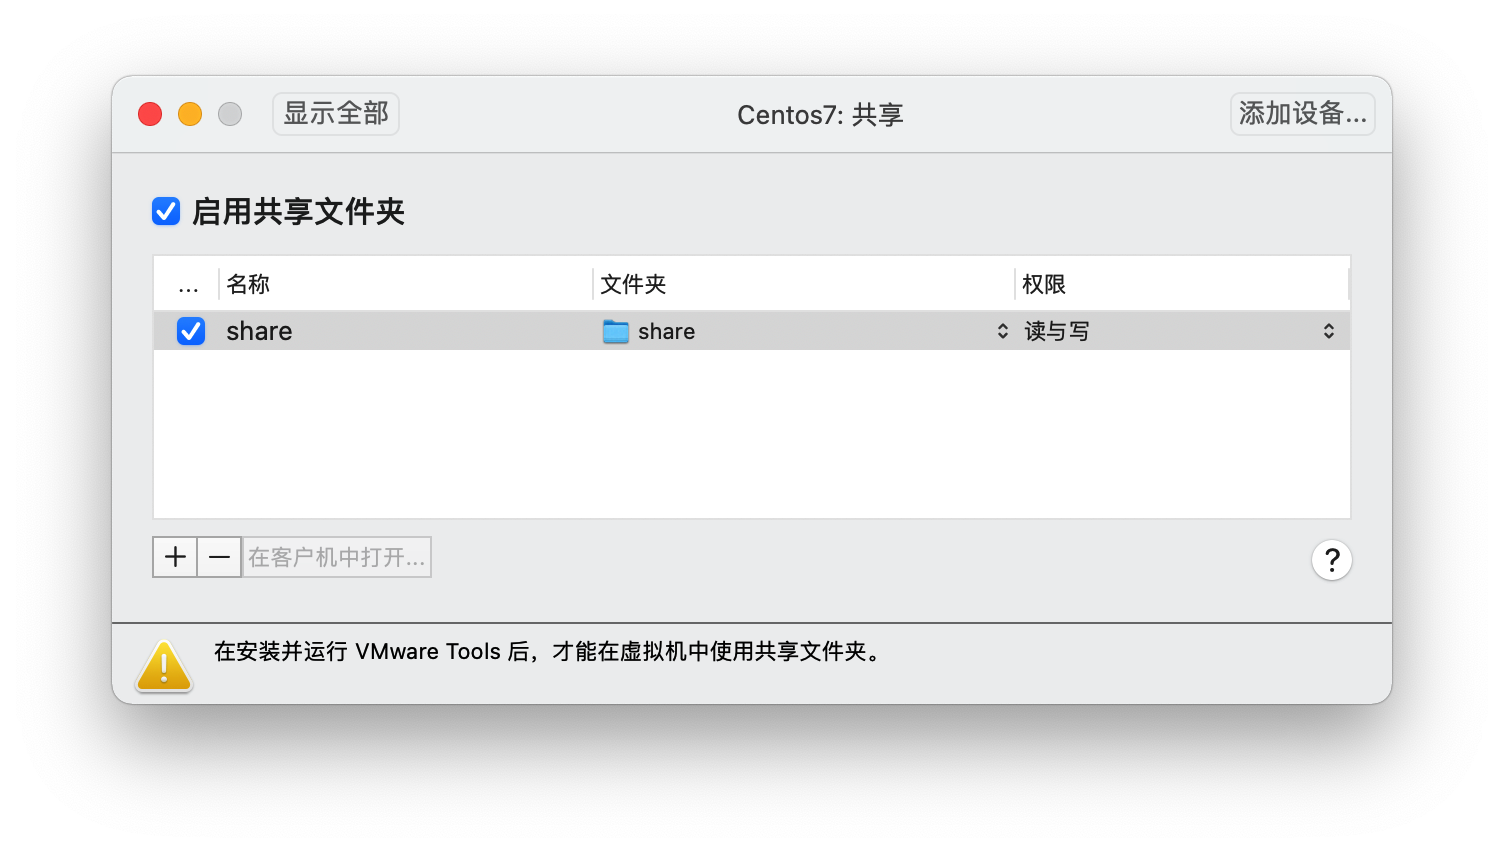 显示全部
Centos7: 共享
添加设备...
启用共享文件夹
... 名称 文件夹 权限
share share 读与写
在客户机中打开...
?
在安装并运行 VMware Tools 后，才能在虚拟机中使用共享文件夹。